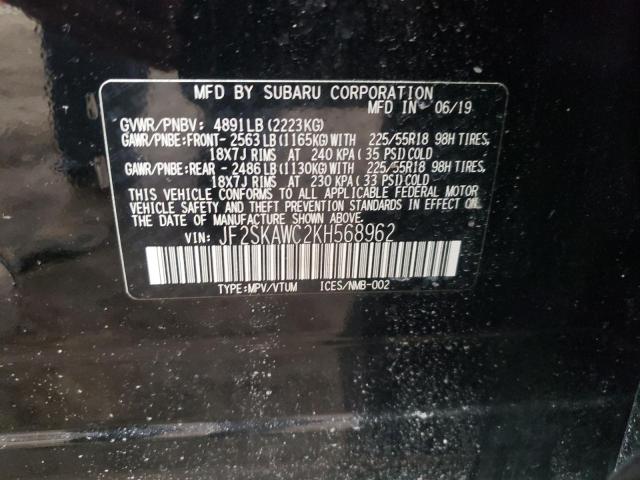 MFD BY SUBARU CORPORATION
MFD IN 06/19
GVWR/PNBV: 4891LB (2223KG)
GAWR/PNBE:FRONT- 2563LB (1165KG) WITH 225/55R18 98H TIRES,
18X7J RIMS AT 240 KPA (35 PSI) COLD
GAWR/PNBE:REAR - 2486LB (1130KG) WITH 225/55R18 98H TIRES,
18X7J RIMS AT 230 KPA (33 PSI) COLD
THIS VEHICLE CONFORMS TO ALL APPLICABLE FEDERAL MOTOR
VEHICLE SAFETY AND THEFT PREVENTION STANDARDS IN EFFECT ON
THE DATE OF MANUFACTURE SHOWN ABOVE.
VIN: JF2SKAWC2KH568962
TYPE:MPV/VTUM ICES/NMB-002